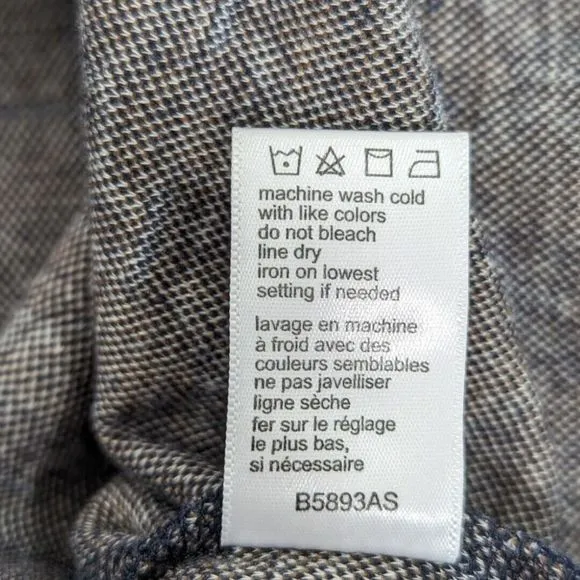 machine wash cold
with like colors
do not bleach
line dry
iron on lowest
setting if needed
lavage en machine
à froid avec des
couleurs semblables
ne pas javelliser
ligne sèche
fer sur le réglage
le plus bas,
si nécessaire
B5893AS